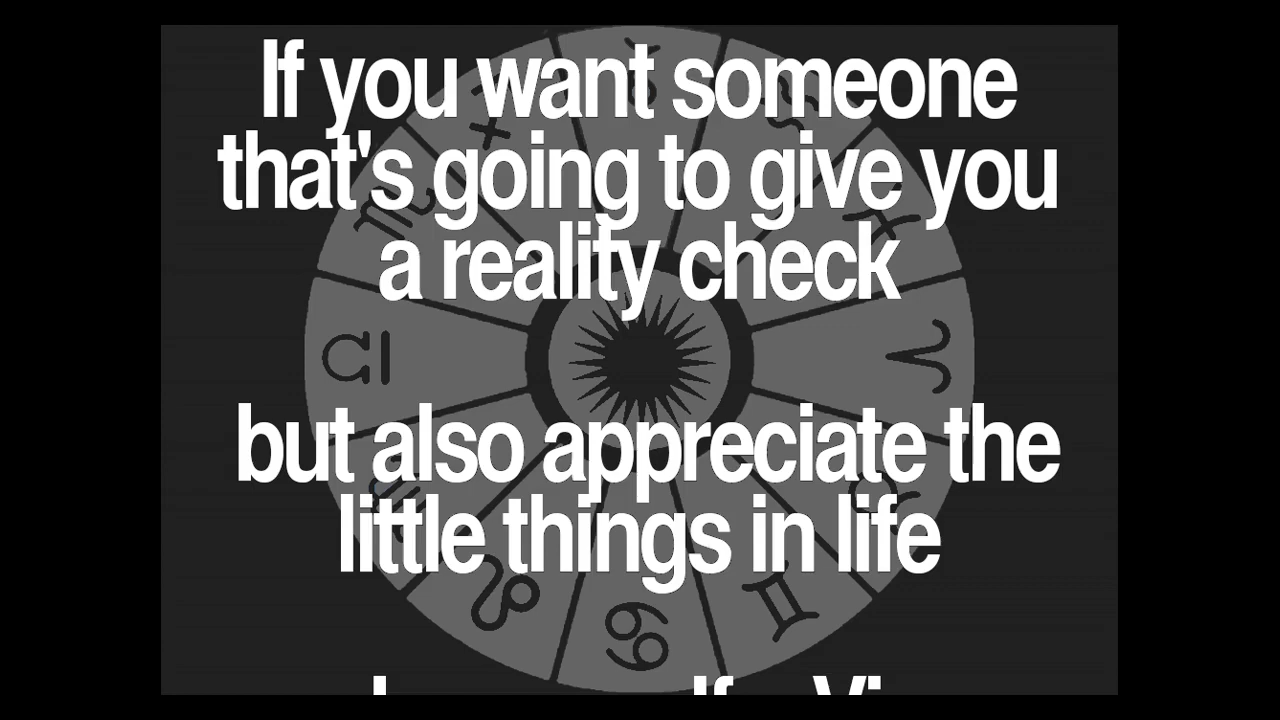 If you want someone
that's going to give you
a reality check
but also appreciate the
little things in life